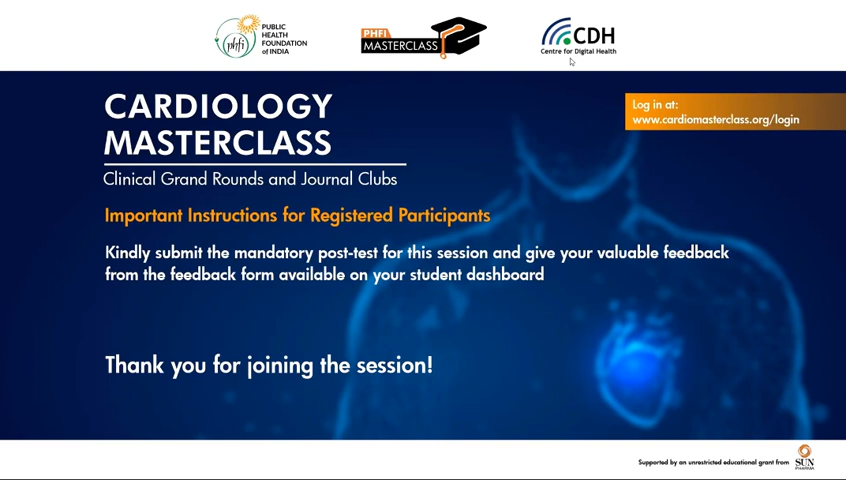 phfi
PUBLIC
HEALTH
FOUNDATION
of INDIA
PHFI
MASTERCLASS
CDH
Centre for Digital Health
CARDIOLOGY
MASTERCLASS
Log in at:
www.cardiomasterclass.org/login
Clinical Grand Rounds and Journal Clubs
Important Instructions for Registered Participants
Kindly submit the mandatory post-test for this session and give your valuable feedback
from the feedback form available on your student dashboard
Thank you for joining the session!
Supported by an unrestricted educational grant from
SUN
PHARMA